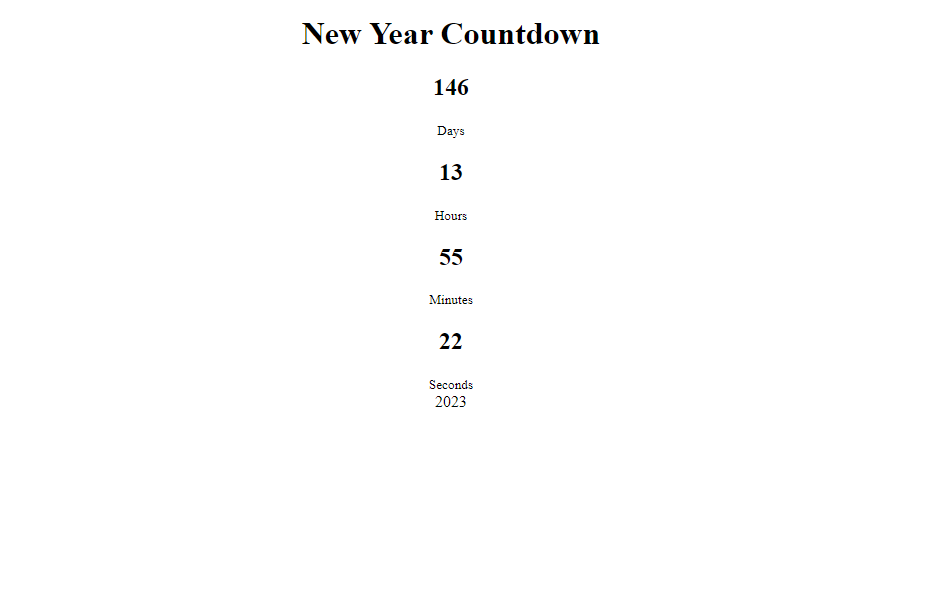 New Year Countdown
146
Days
13
Hours
55
Minutes
22
Seconds
2023